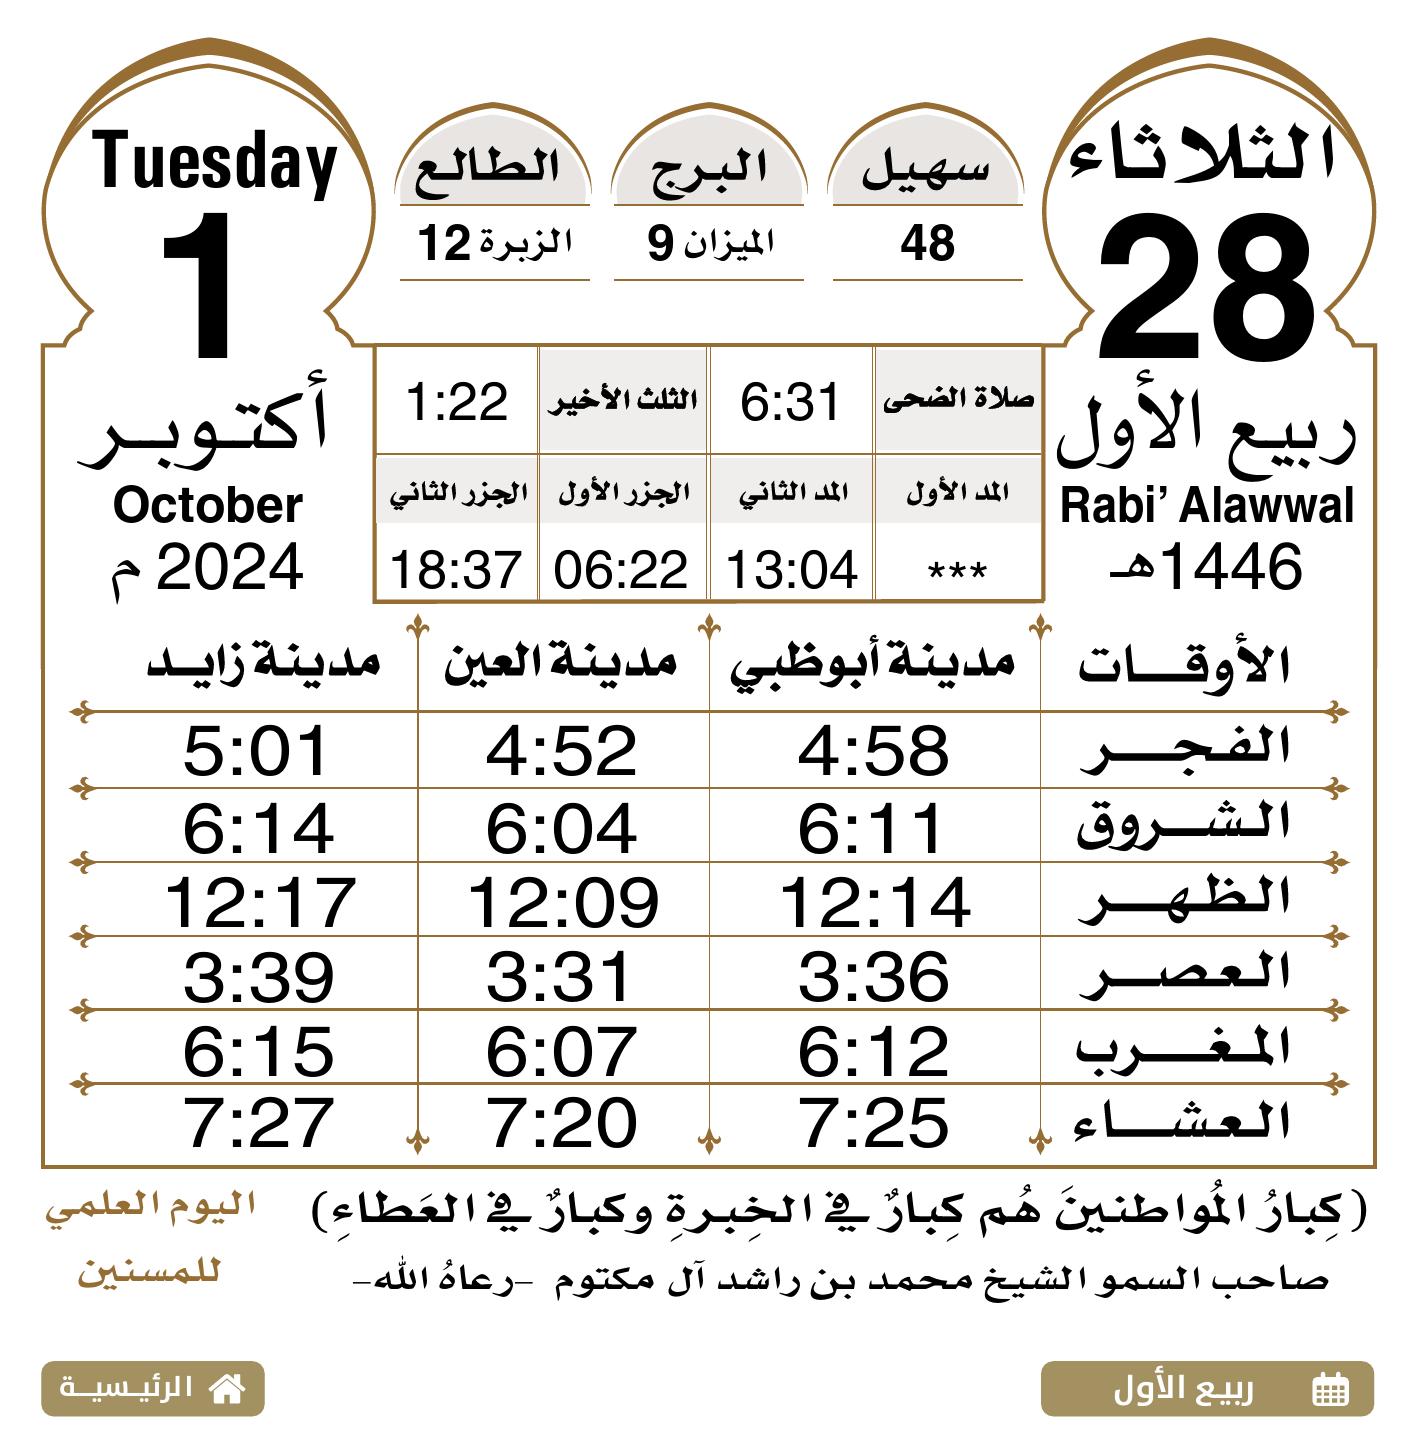 الثلاثاء
28
ربيع الأول
Rabi’ Alawwal
1446هـ
سهيل
48
البرج
الميزان 9
الطالع
الزبرة 12
Tuesday
1
أكتوبر
October
2024 م
صلاة الضحى 6:31 الثلث الأخير 1:22
المد الأول المد الثاني الجزر الأول الجزر الثاني
*** 13:04 06:22 18:37
الأوقات مدينة أبوظبي مدينة العين مدينة زايد
الفجر 4:58 4:52 5:01
الشروق 6:11 6:04 6:14
الظهر 12:14 12:09 12:17
العصر 3:36 3:31 3:39
المغرب 6:12 6:07 6:15
العشاء 7:25 7:20 7:27
(كِبارُ المُواطنينَ هُم كِبارٌ في الخِبرةِ وكبارٌ في العَطاءِ)
صاحب السمو الشيخ محمد بن راشد آل مكتوم -رعاهُ الله-
اليوم العلمي
للمسنين
ربيع الأول
الرئيسية